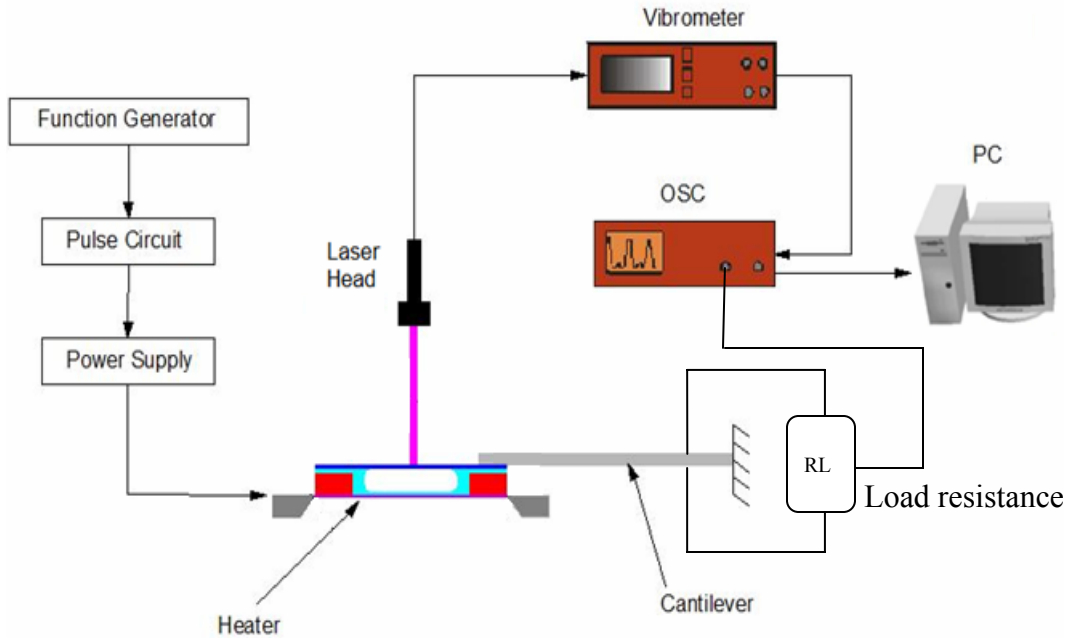 Vibrometer
Function Generator
PC
OSC
Pulse Circuit
Laser
Head
Power Supply
RL
Load resistance
Cantilever
Heater